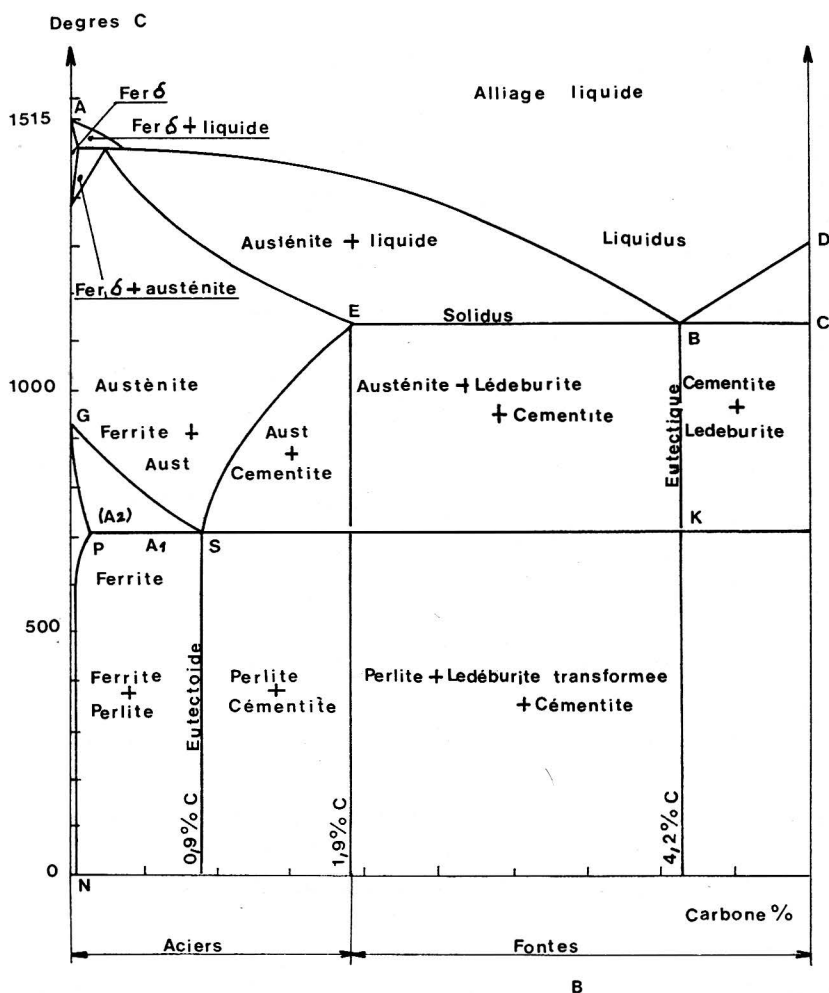 Degres C
A
Fer δ
1515
Fer δ + liquide
Alliage liquide
Austénite + liquide
Liquidus
D
Fer δ + austénite
E
Solidus
B
C
1000
Austènite
G
Ferrite +
Aust
Aust
+
Cementite
Austénite + Lédeburite
+ Cementite
Eutectique
Cementite
+
Ledeburite
(A2)
P
A1
S
K
Ferrite
500
Ferrite
+
Perlite
Eutectoide
Perlite
+
Cémentite
Perlite + Ledéburite transformee
+ Cémentite
0,9% C
1,9% C
4,2% C
0
N
Carbone %
Aciers
Fontes
B